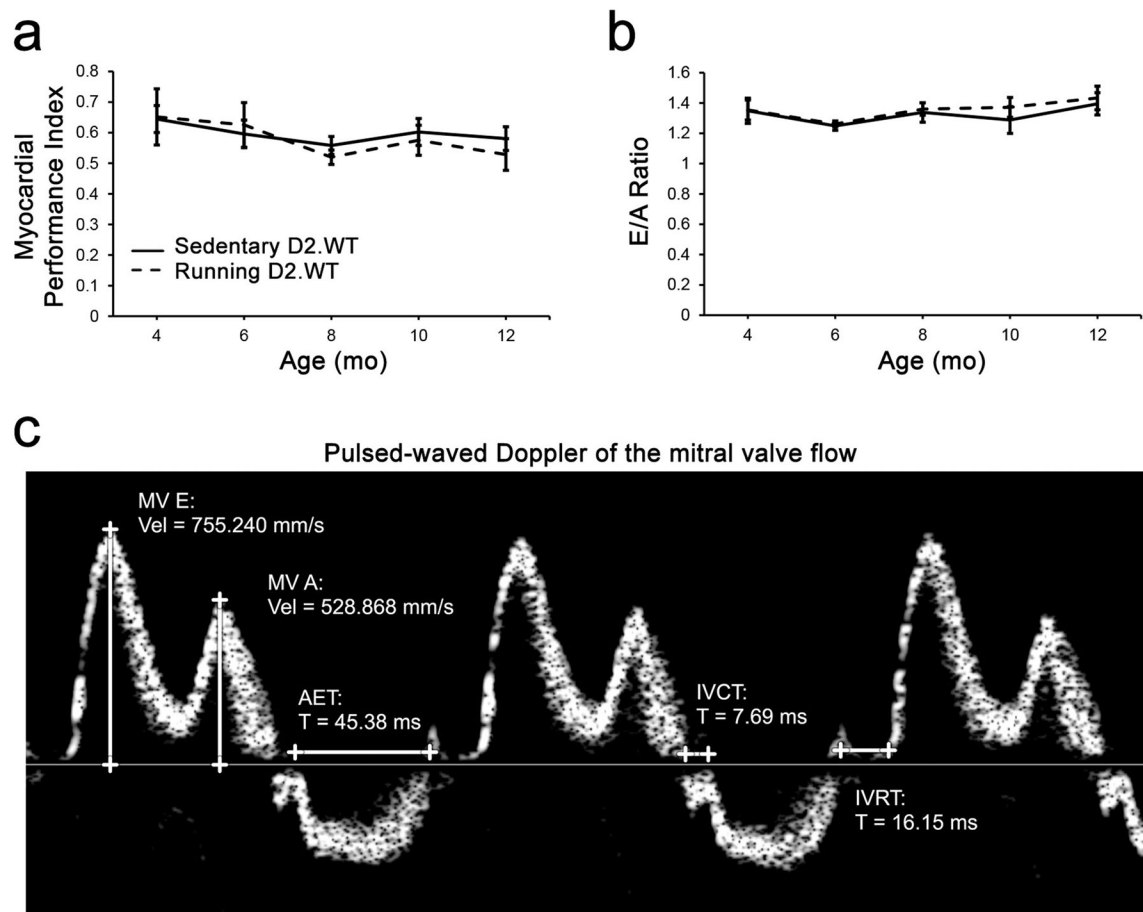 a
Myocardial
Performance Index
0.8
0.7
0.6
0.5
0.4
0.3
0.2
0.1
0
Sedentary D2.WT
Running D2.WT
4 6 8 10 12
Age (mo)
b
E/A Ratio
1.6
1.4
1.2
1
0.8
0.6
0.4
0.2
0
4 6 8 10 12
Age (mo)
c
Pulsed-waved Doppler of the mitral valve flow
MV E:
Vel = 755.240 mm/s
MV A:
Vel = 528.868 mm/s
AET:
T = 45.38 ms
IVCT:
T = 7.69 ms
IVRT:
T = 16.15 ms